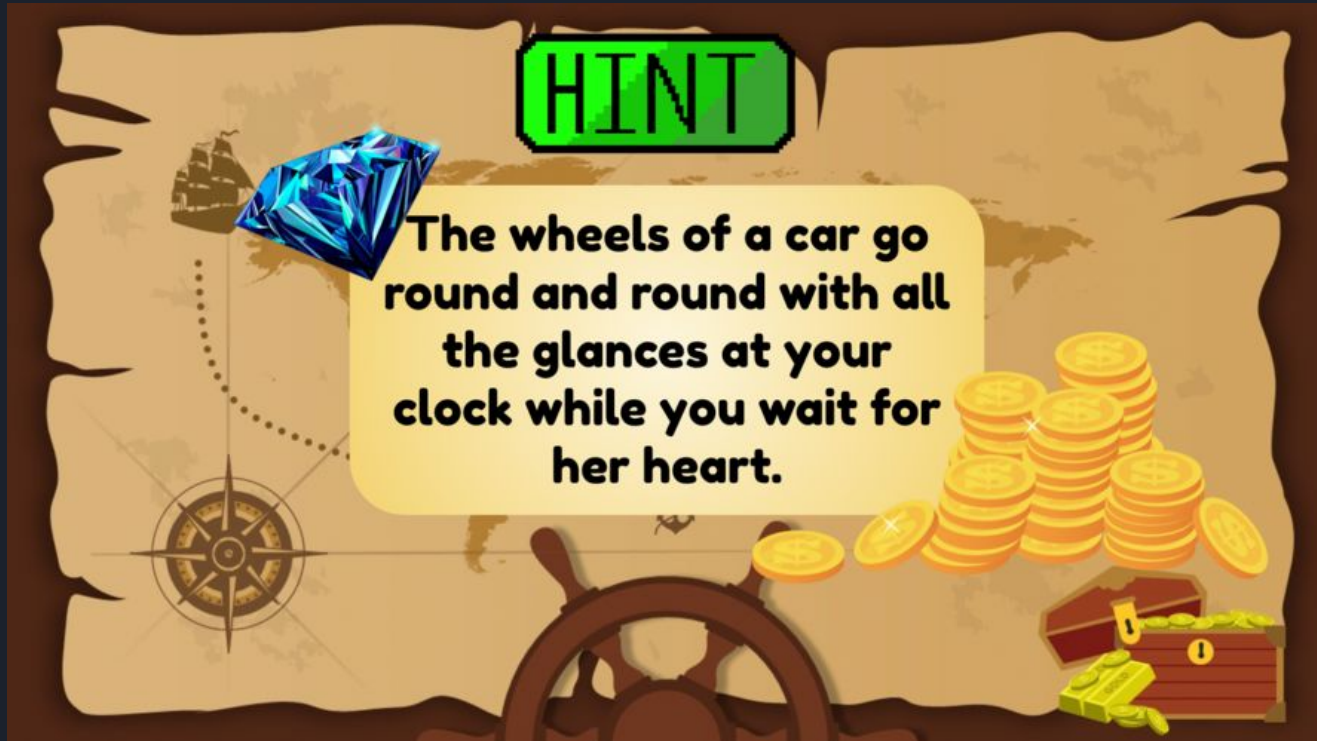 HINT
The wheels of a car go
round and round with all
the glances at your
clock while you wait for
her heart.
GOLD